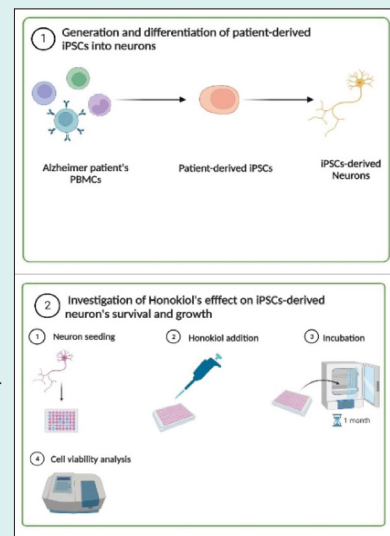 1 Generation and differentiation of patient-derived
iPSCs into neurons
Alzheimer patient's
PBMCs
Patient-derived iPSCs
iPSCs-derived
Neurons
2 Investigation of Honokiol's efffect on iPSCs-derived
neuron's survival and growth
1 Neuron seeding
2 Honokiol addition
3 Incubation
1 month
4 Cell viability analysis